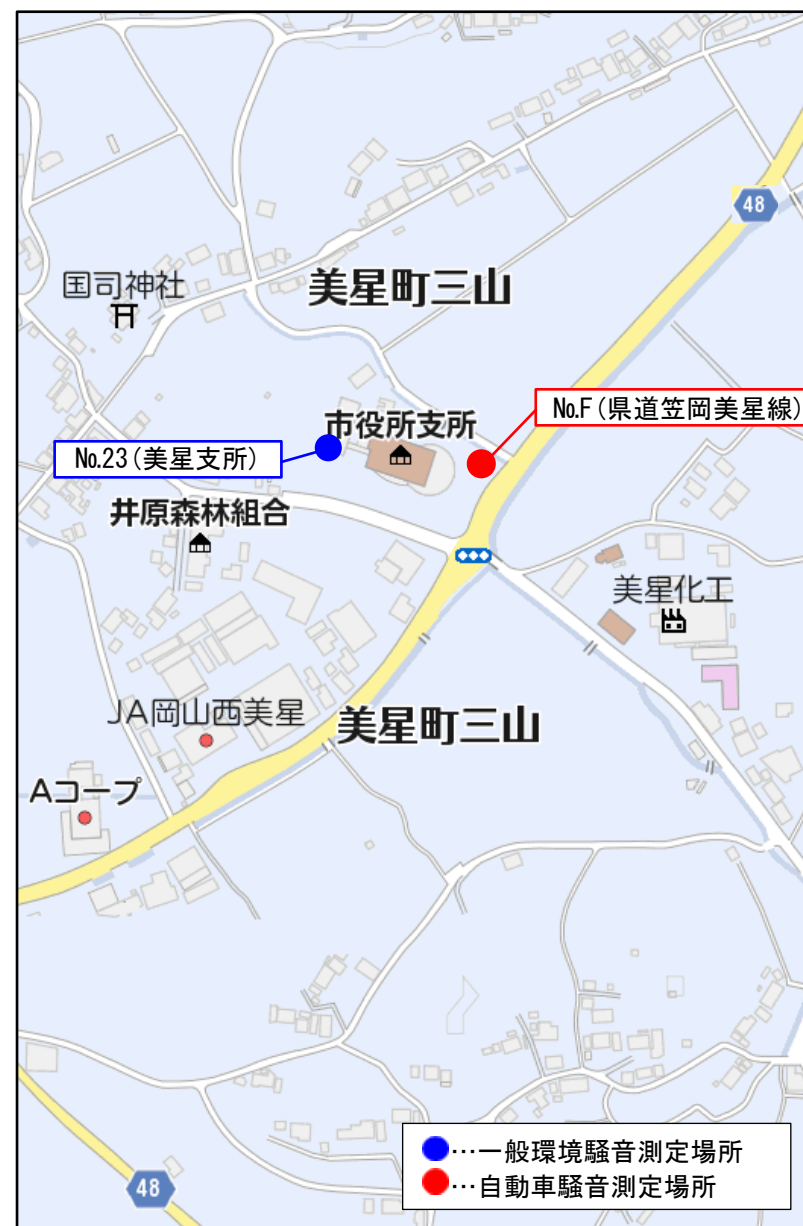 48
国司神社
美星町三山
No.F(県道笠岡美星線)
市役所支所
No.23(美星支所)
井原森林組合
美星化工
JA岡山西美星
美星町三山
Aコープ
●…一般環境騒音測定場所
●…自動車騒音測定場所
48